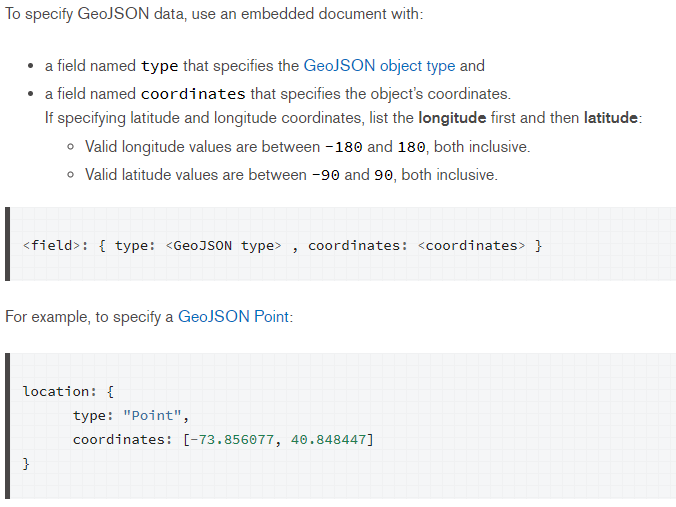 To specify GeoJSON data, use an embedded document with:
• a field named type that specifies the GeoJSON object type and
• a field named coordinates that specifies the object’s coordinates.
If specifying latitude and longitude coordinates, list the longitude first and then latitude:
◦ Valid longitude values are between -180 and 180, both inclusive.
◦ Valid latitude values are between -90 and 90, both inclusive.
<field>: { type: <GeoJSON type> , coordinates: <coordinates> }
For example, to specify a GeoJSON Point:
location: {
      type: "Point",
      coordinates: [-73.856077, 40.848447]
}